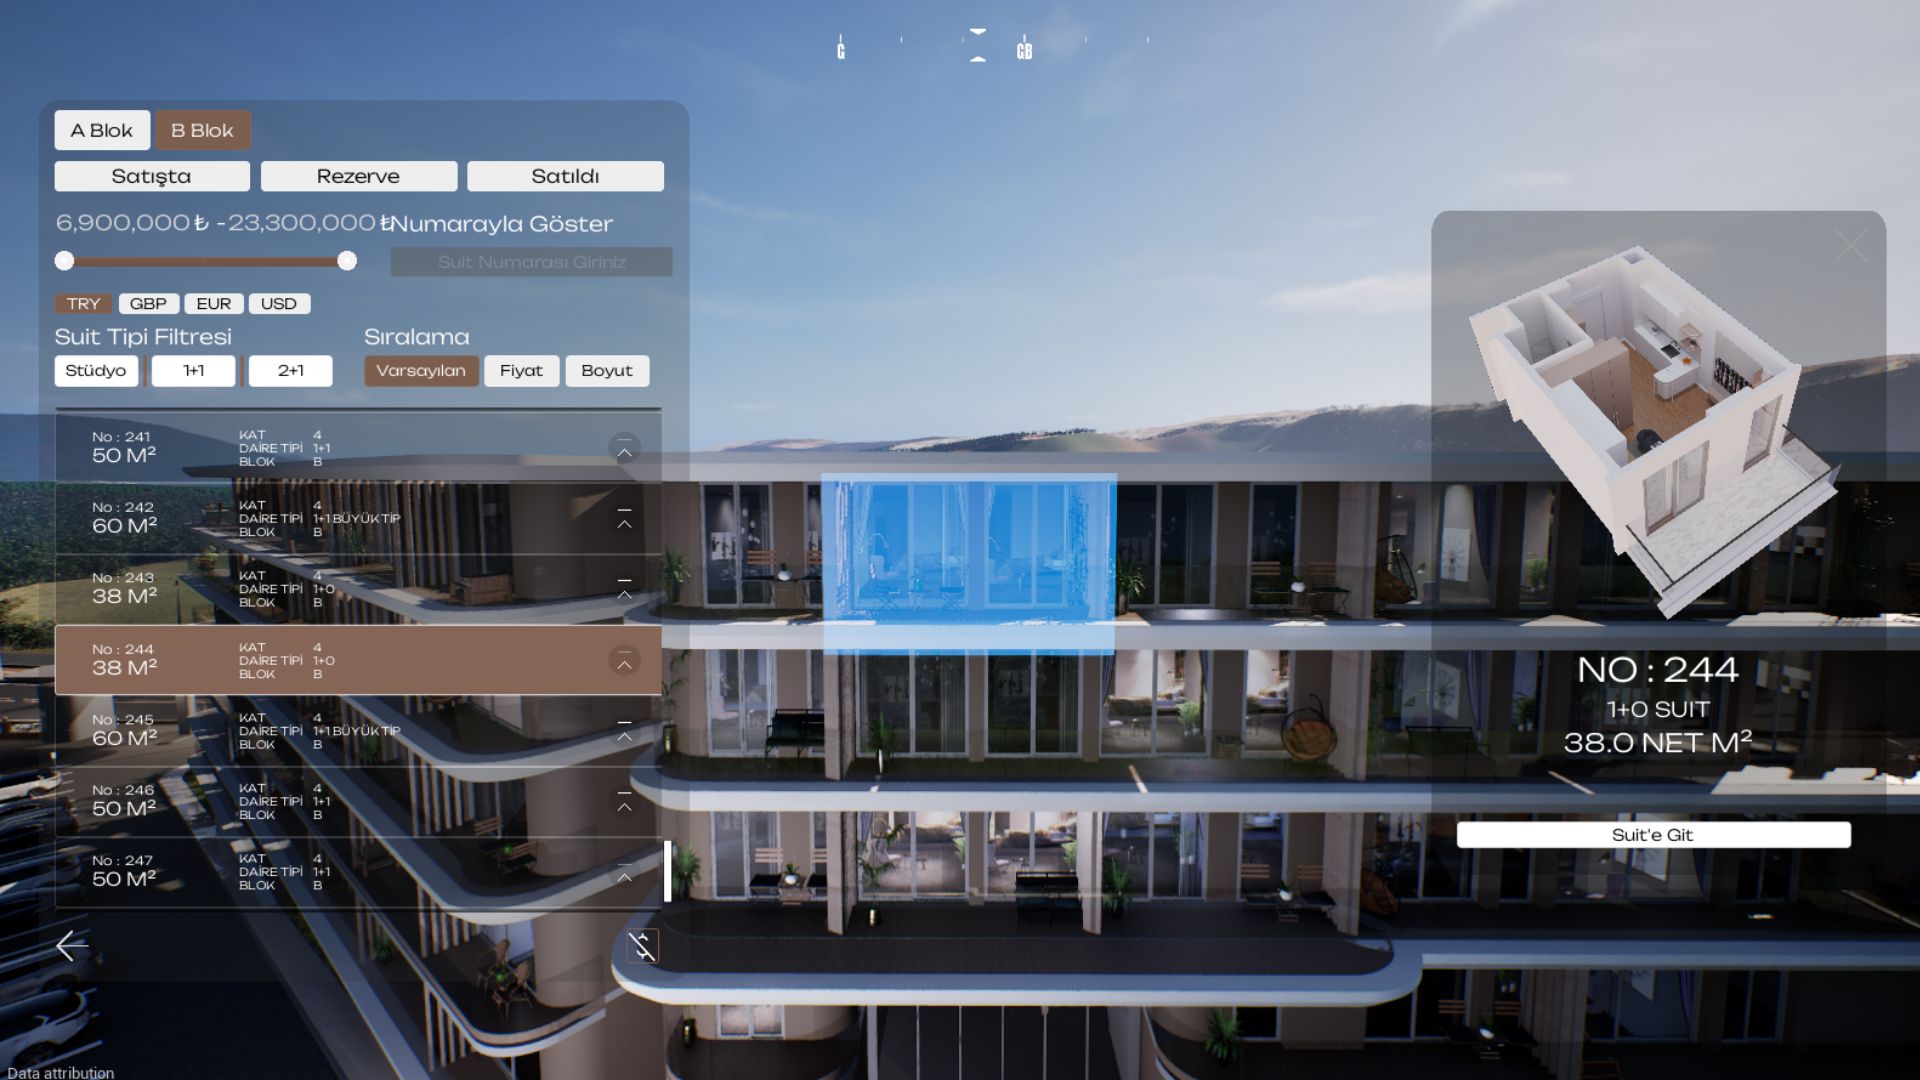 G GB
A Blok B Blok
Satışta Rezerve Satıldı
6,900,000₺ - 23,300,000₺ Numarayla Göster
Suit Numarası Giriniz
TRY GBP EUR USD
Suit Tipi Filtresi Sıralama
Stüdyo 1+1 2+1 Varsayılan Fiyat Boyut
No : 241
50 M²
KAT 4
DAİRE TİPİ 1+1
BLOK B
No : 242
60 M²
KAT 4
DAİRE TİPİ 1+1 BÜYÜK TİP
BLOK B
No : 243
38 M²
KAT 4
DAİRE TİPİ 1+0
BLOK B
No : 244
38 M²
KAT 4
DAİRE TİPİ 1+0
BLOK B
No : 245
60 M²
KAT 4
DAİRE TİPİ 1+1 BÜYÜK TİP
BLOK B
No : 246
50 M²
KAT 4
DAİRE TİPİ 1+1
BLOK B
No : 247
50 M²
KAT 4
DAİRE TİPİ 1+1
BLOK B
NO : 244
1+0 SUIT
38.0 NET M²
Suit'e Git
Data attribution